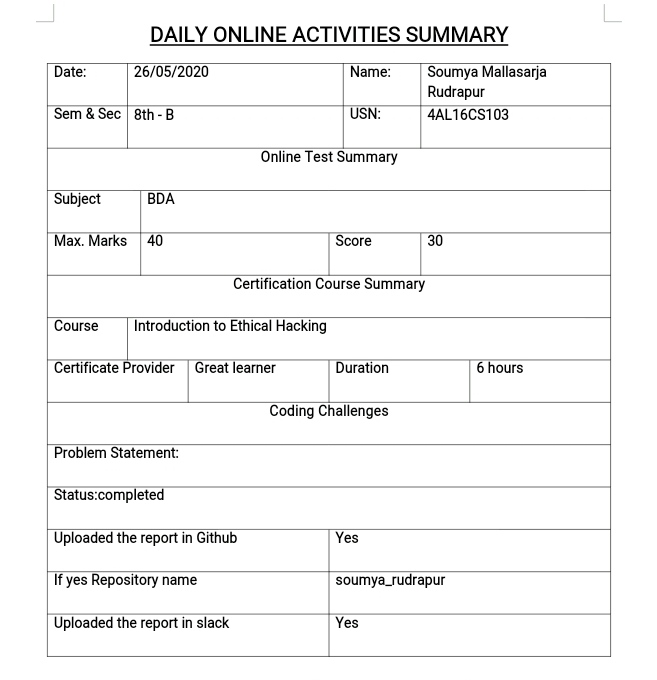 DAILY ONLINE ACTIVITIES SUMMARY
Date: 26/05/2020 Name: Soumya Mallasarja
Rudrapur
Sem & Sec 8th - B USN: 4AL16CS103
Online Test Summary
Subject BDA
Max. Marks 40 Score 30
Certification Course Summary
Course Introduction to Ethical Hacking
Certificate Provider Great learner Duration 6 hours
Coding Challenges
Problem Statement:
Status:completed
Uploaded the report in Github Yes
If yes Repository name soumya_rudrapur
Uploaded the report in slack Yes